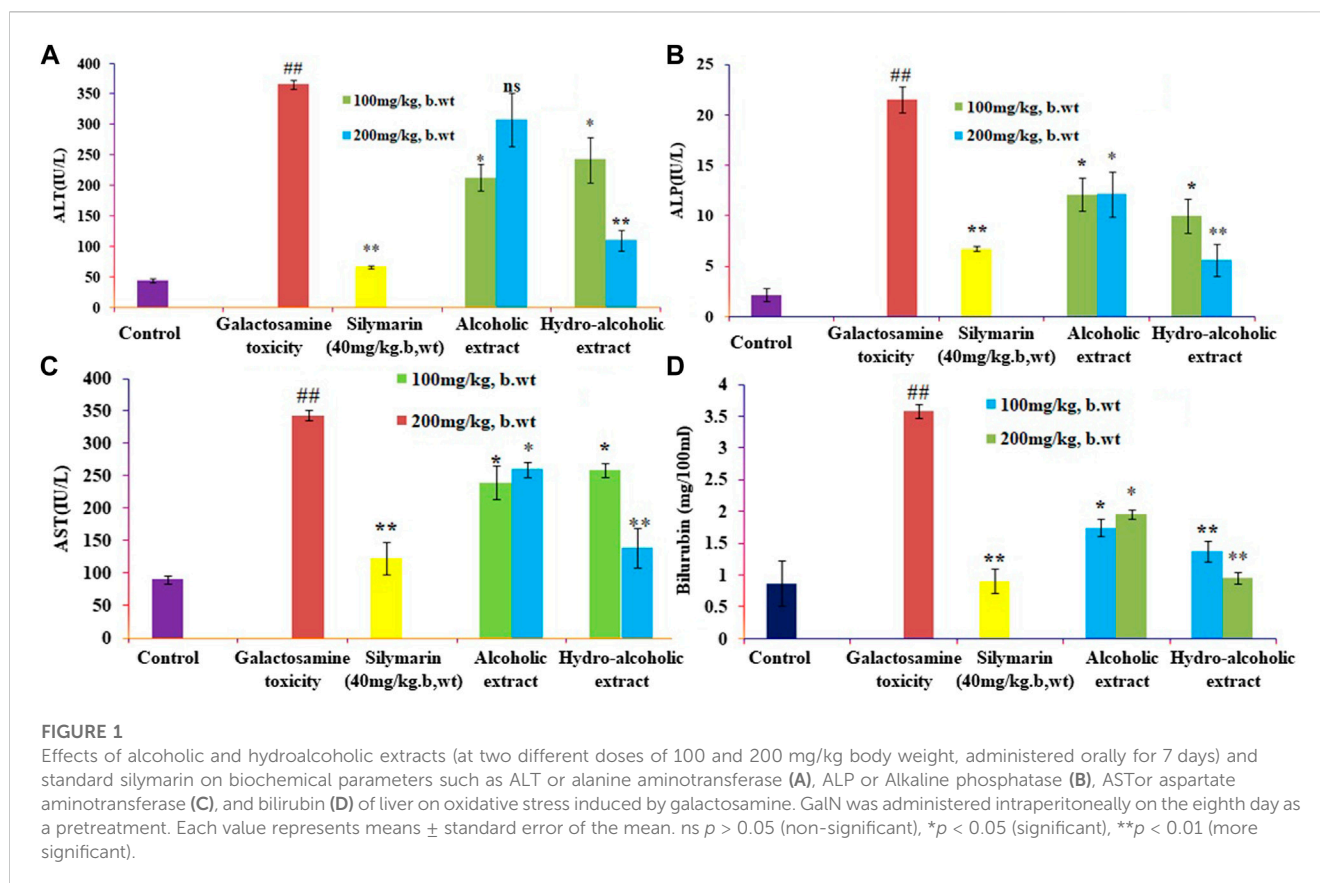 A
400
350
300
250
200
150
100
50
0
ALT(IU/L)
##
**
*
ns
*
**
100mg/kg, b.wt
200mg/kg, b.wt
Control
Galactosamine toxicity
Silymarin (40mg/kg.b,wt)
Alcoholic extract
Hydro-alcoholic extract
B
25
20
15
10
5
0
ALP(IU/L)
##
**
*
*
*
**
100mg/kg, b.wt
200mg/kg, b.wt
Control
Galactosamine toxicity
Silymarin (40mg/kg.b,wt)
Alcoholic extract
Hydro-alcoholic extract
C
400
350
300
250
200
150
100
50
0
AST(IU/L)
##
**
*
*
*
**
100mg/kg, b.wt
200mg/kg, b.wt
Control
Galactosamine toxicity
Silymarin (40mg/kg.b,wt)
Alcoholic extract
Hydro-alcoholic extract
D
4
3.5
3
2.5
2
1.5
1
0.5
0
Bilurubin (mg/100ml)
##
**
*
*
**
**
100mg/kg, b.wt
200mg/kg, b.wt
Control
Galactosamine toxicity
Silymarin (40mg/kg.b,wt)
Alcoholic extract
Hydro-alcoholic extract
FIGURE 1
Effects of alcoholic and hydroalcoholic extracts (at two different doses of 100 and 200 mg/kg body weight, administered orally for 7 days) and
standard silymarin on biochemical parameters such as ALT or alanine aminotransferase (A), ALP or Alkaline phosphatase (B), ASTor aspartate
aminotransferase (C), and bilirubin (D) of liver on oxidative stress induced by galactosamine. GalN was administered intraperitoneally on the eighth day as
a pretreatment. Each value represents means ± standard error of the mean. ns p > 0.05 (non-significant), *p < 0.05 (significant), **p < 0.01 (more
significant).